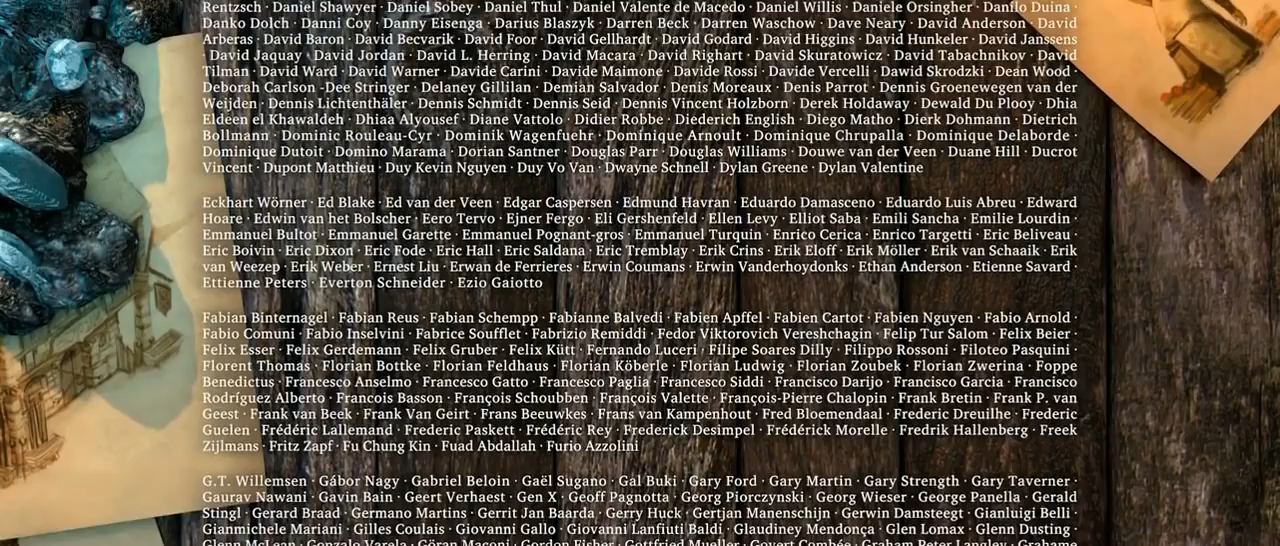 Rentzsch · Daniel Shawyer · Daniel Sobey · Daniel Thul · Daniel Valente de Macedo · Daniel Willis · Daniele Orsingher · Danilo Duina ·
Danko Dolch · Danni Coy · Danny Eisenga · Darius Blaszyk · Darren Beck · Darren Waschow · Dave Neary · David Anderson · David
Arberas · David Baron · David Becvarik · David Foor · David Gellhardt · David Godard · David Higgins · David Hunkeler · David Janssens
· David Jaquay · David Jordan · David L. Herring · David Macara · David Righart · David Skuratowicz · David Tabachnikov · David
Tilman · David Ward · David Warner · Davide Carini · Davide Maimone · Davide Rossi · Davide Vercelli · Dawid Skrodzki · Dean Wood ·
Deborah Carlson -Dee Stringer · Delaney Gillilan · Demian Salvador · Denis Moreaux · Denis Parrot · Dennis Groenewegen van der
Weijden · Dennis Lichtenthäler · Dennis Schmidt · Dennis Seid · Dennis Vincent Holzborn · Derek Holdaway · Dewald Du Plooy · Dhia
Eldeen el Khawaldeh · Dhiaa Alyousef · Diane Vattolo · Didier Robbe · Diederich English · Diego Matho · Dierk Dohmann · Dietrich
Bollmann · Dominic Rouleau-Cyr · Dominik Wagenfuehr · Dominique Arnoult · Dominique Chrupalla · Dominique Delaborde ·
Dominique Dutoit · Domino Marama · Dorian Santner · Douglas Parr · Douglas Williams · Douwe van der Veen · Duane Hill · Ducrot
Vincent · Dupont Matthieu · Duy Kevin Nguyen · Duy Vo Van · Dwayne Schnell · Dylan Greene · Dylan Valentine
Eckhart Wörner · Ed Blake · Ed van der Veen · Edgar Caspersen · Edmund Havran · Eduardo Damasceno · Eduardo Luis Abreu · Edward
Hoare · Edwin van het Bolscher · Eero Tervo · Ejner Fergo · Eli Gershenfeld · Ellen Levy · Elliot Saba · Emili Sancha · Emilie Lourdin ·
Emmanuel Bultot · Emmanuel Garette · Emmanuel Pognant-gros · Emmanuel Turquin · Enrico Cerica · Enrico Targetti · Eric Beliveau ·
Eric Boivin · Eric Dixon · Eric Fode · Eric Hall · Eric Saldana · Eric Tremblay · Erik Crins · Erik Eloff · Erik Möller · Erik van Schaaik · Erik
van Weezep · Erik Weber · Ernest Liu · Erwan de Ferrieres · Erwin Coumans · Erwin Vanderhoydonks · Ethan Anderson · Etienne Savard ·
Ettienne Peters · Everton Schneider · Ezio Gaiotto
Fabian Binternagel · Fabian Reus · Fabian Schempp · Fabianne Balvedi · Fabien Apffel · Fabien Cartot · Fabien Nguyen · Fabio Arnold ·
Fabio Comuni · Fabio Inselvini · Fabrice Soufflet · Fabrizio Remiddi · Fedor Viktorovich Vereshchagin · Felip Tur Salom · Felix Beier ·
Felix Esser · Felix Gerdemann · Felix Gruber · Felix Kütt · Fernando Luceri · Filipe Soares Dilly · Filippo Rossoni · Filoteo Pasquini ·
Florent Thomas · Florian Bottke · Florian Feldhaus · Florian Köberle · Florian Ludwig · Florian Zoubek · Florian Zwerina · Foppe
Benedictus · Francesco Anselmo · Francesco Gatto · Francesco Paglia · Francesco Siddi · Francisco Darijo · Francisco Garcia · Francisco
Rodríguez Alberto · Francois Basson · François Schoubben · François Valette · François-Pierre Chalopin · Frank Bretin · Frank P. van
Geest · Frank van Beek · Frank Van Geirt · Frans Beeuwkes · Frans van Kampenhout · Fred Bloemendaal · Frederic Dreuilhe · Frederic
Guelen · Frédéric Lallemand · Frederic Paskett · Frédéric Rey · Frederick Desimpel · Frédérick Morelle · Fredrik Hallenberg · Freek
Zijlmans · Fritz Zapf · Fu Chung Kin · Fuad Abdallah · Furio Azzolini
G.T. Willemsen · Gábor Nagy · Gabriel Beloin · Gaël Sugano · Gal Buki · Gary Ford · Gary Martin · Gary Strength · Gary Taverner ·
Gaurav Nawani · Gavin Bain · Geert Verhaest · Gen X · Geoff Pagnotta · Georg Piorczynski · Georg Wieser · George Panella · Gerald
Stingl · Gerard Braad · Germano Martins · Gerrit Jan Baarda · Gerry Huck · Gertjan Manenschijn · Gerwin Damsteegt · Gianluigi Belli ·
Gianmichele Mariani · Gilles Coulais · Giovanni Gallo · Giovanni Lanfiuti Baldi · Glaudiney Mendonça · Glen Lomax · Glenn Dusting ·
Glenn McLean · Gonzalo Varela · Göran Maconi · Gordon Fisher · Gottfried Mueller · Govert Combée · Graham Peter Langley · Grahame